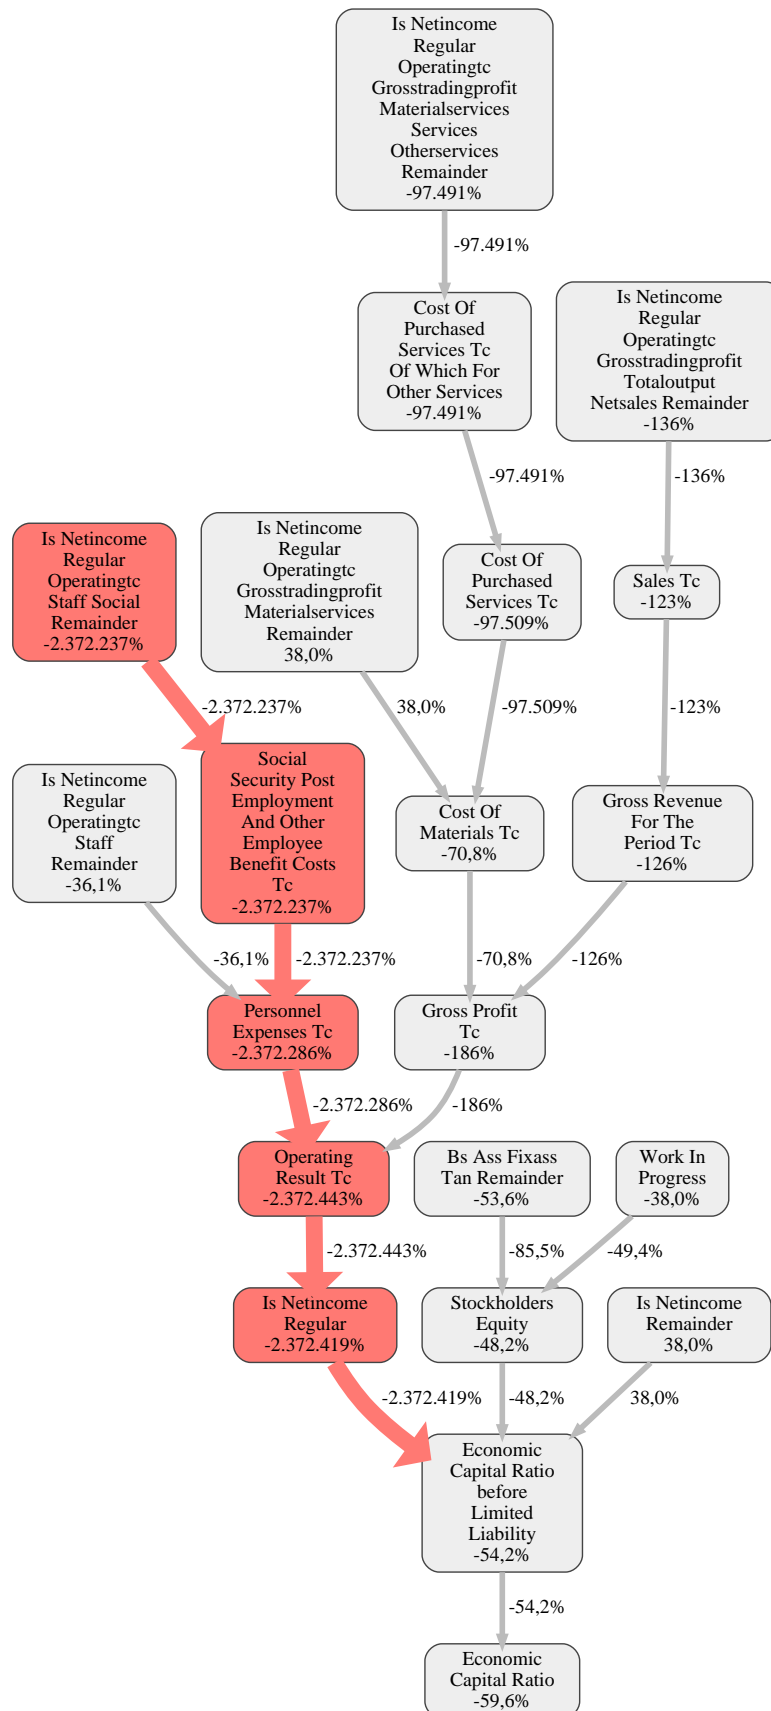 Is Netincome
Regular
Operatingtc
Grosstradingprofit
Materialservices
Services
Otherservices
Remainder
-97.491%
-97.491%
Cost Of
Purchased
Services Tc
Of Which For
Other Services
-97.491%
Is Netincome
Regular
Operatingtc
Grosstradingprofit
Totaloutput
Netsales Remainder
-136%
-97.491%
-136%
Is Netincome
Regular
Operatingtc
Staff Social
Remainder
-2.372.237%
Is Netincome
Regular
Operatingtc
Grosstradingprofit
Materialservices
Remainder
38,0%
Cost Of
Purchased
Services Tc
-97.509%
Sales Tc
-123%
-2.372.237%
38,0%
-97.509%
-123%
Is Netincome
Regular
Operatingtc
Staff
Remainder
-36,1%
Social
Security Post
Employment
And Other
Employee
Benefit Costs
Tc
-2.372.237%
Cost Of
Materials Tc
-70,8%
Gross Revenue
For The
Period Tc
-126%
-36,1%
-2.372.237%
-70,8%
-126%
Personnel
Expenses Tc
-2.372.286%
Gross Profit
Tc
-186%
-2.372.286%
-186%
Operating
Result Tc
-2.372.443%
Bs Ass Fixass
Tan Remainder
-53,6%
Work In
Progress
-38,0%
-2.372.443%
-85,5%
-49,4%
Is Netincome
Regular
-2.372.419%
Stockholders
Equity
-48,2%
Is Netincome
Remainder
38,0%
-2.372.419%
-48,2%
38,0%
Economic
Capital Ratio
before
Limited
Liability
-54,2%
-54,2%
Economic
Capital Ratio
-59,6%